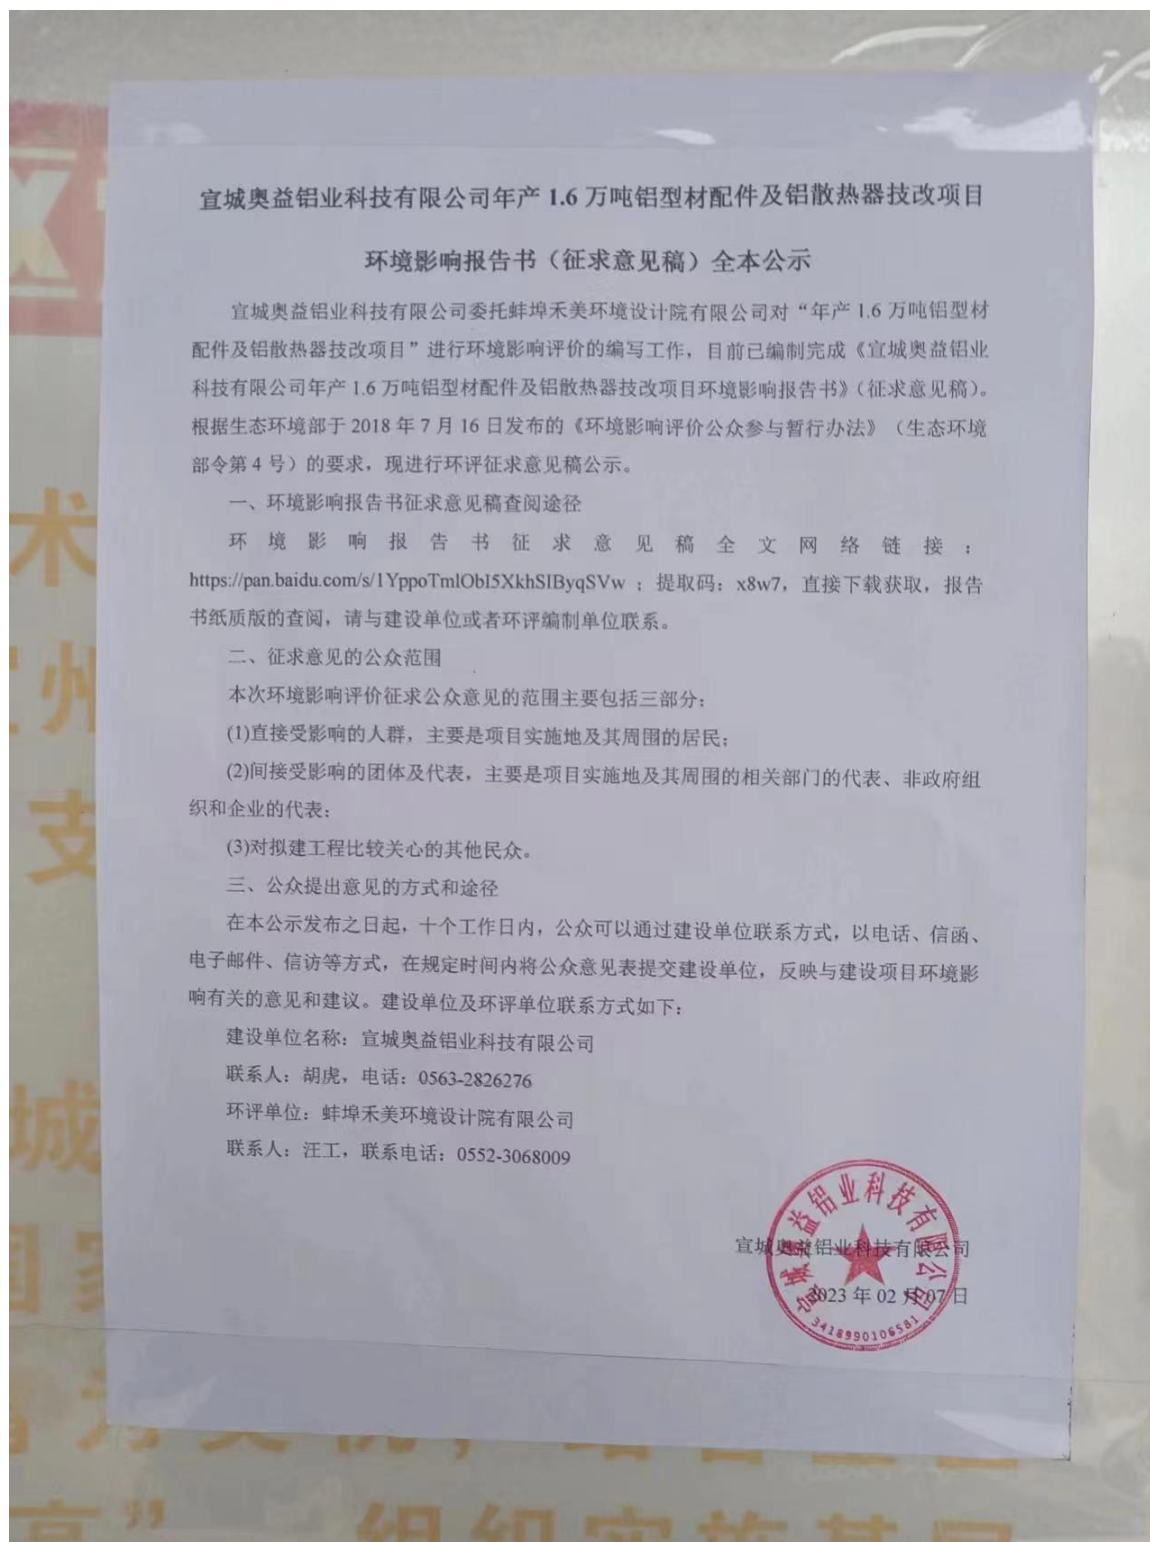 宣城奥益铝业科技有限公司年产 1.6 万吨铝型材配件及铝散热器技改项目
环境影响报告书（征求意见稿）全本公示
宣城奥益铝业科技有限公司委托蚌埠禾美环境设计院有限公司对“年产 1.6 万吨铝型材
配件及铝散热器技改项目”进行环境影响评价的编写工作，目前已编制完成《宣城奥益铝业
科技有限公司年产 1.6 万吨铝型材配件及铝散热器技改项目环境影响报告书》（征求意见稿）。
根据生态环境部于 2018 年 7 月 16 日发布的《环境影响评价公众参与暂行办法》（生态环境
部令第 4 号）的要求，现进行环评征求意见稿公示。
一、环境影响报告书征求意见稿查阅途径
环境影响报告书征求意见稿全文网络链接：
https://pan.baidu.com/s/1YppoTmlObI5XkhSIByqSVw ；提取码：x8w7，直接下载获取，报告
书纸质版的查阅，请与建设单位或者环评编制单位联系。
二、征求意见的公众范围
本次环境影响评价征求公众意见的范围主要包括三部分：
(1)直接受影响的人群，主要是项目实施地及其周围的居民；
(2)间接受影响的团体及代表，主要是项目实施地及其周围的相关部门的代表、非政府组
织和企业的代表；
(3)对拟建工程比较关心的其他民众。
三、公众提出意见的方式和途径
在本公示发布之日起，十个工作日内，公众可以通过建设单位联系方式，以电话、信函、
电子邮件、信访等方式，在规定时间内将公众意见表提交建设单位，反映与建设项目环境影
响有关的意见和建议。建设单位及环评单位联系方式如下：
建设单位名称：宣城奥益铝业科技有限公司
联系人：胡虎，电话：0563-2826276
环评单位：蚌埠禾美环境设计院有限公司
联系人：汪工，联系电话：0552-3068009
宣城奥益铝业科技有限公司
2023 年 02 月 07 日
宣城奥益铝业科技有限公司
3418990106581
术
州
支
城
国家
高”
组织实施基层